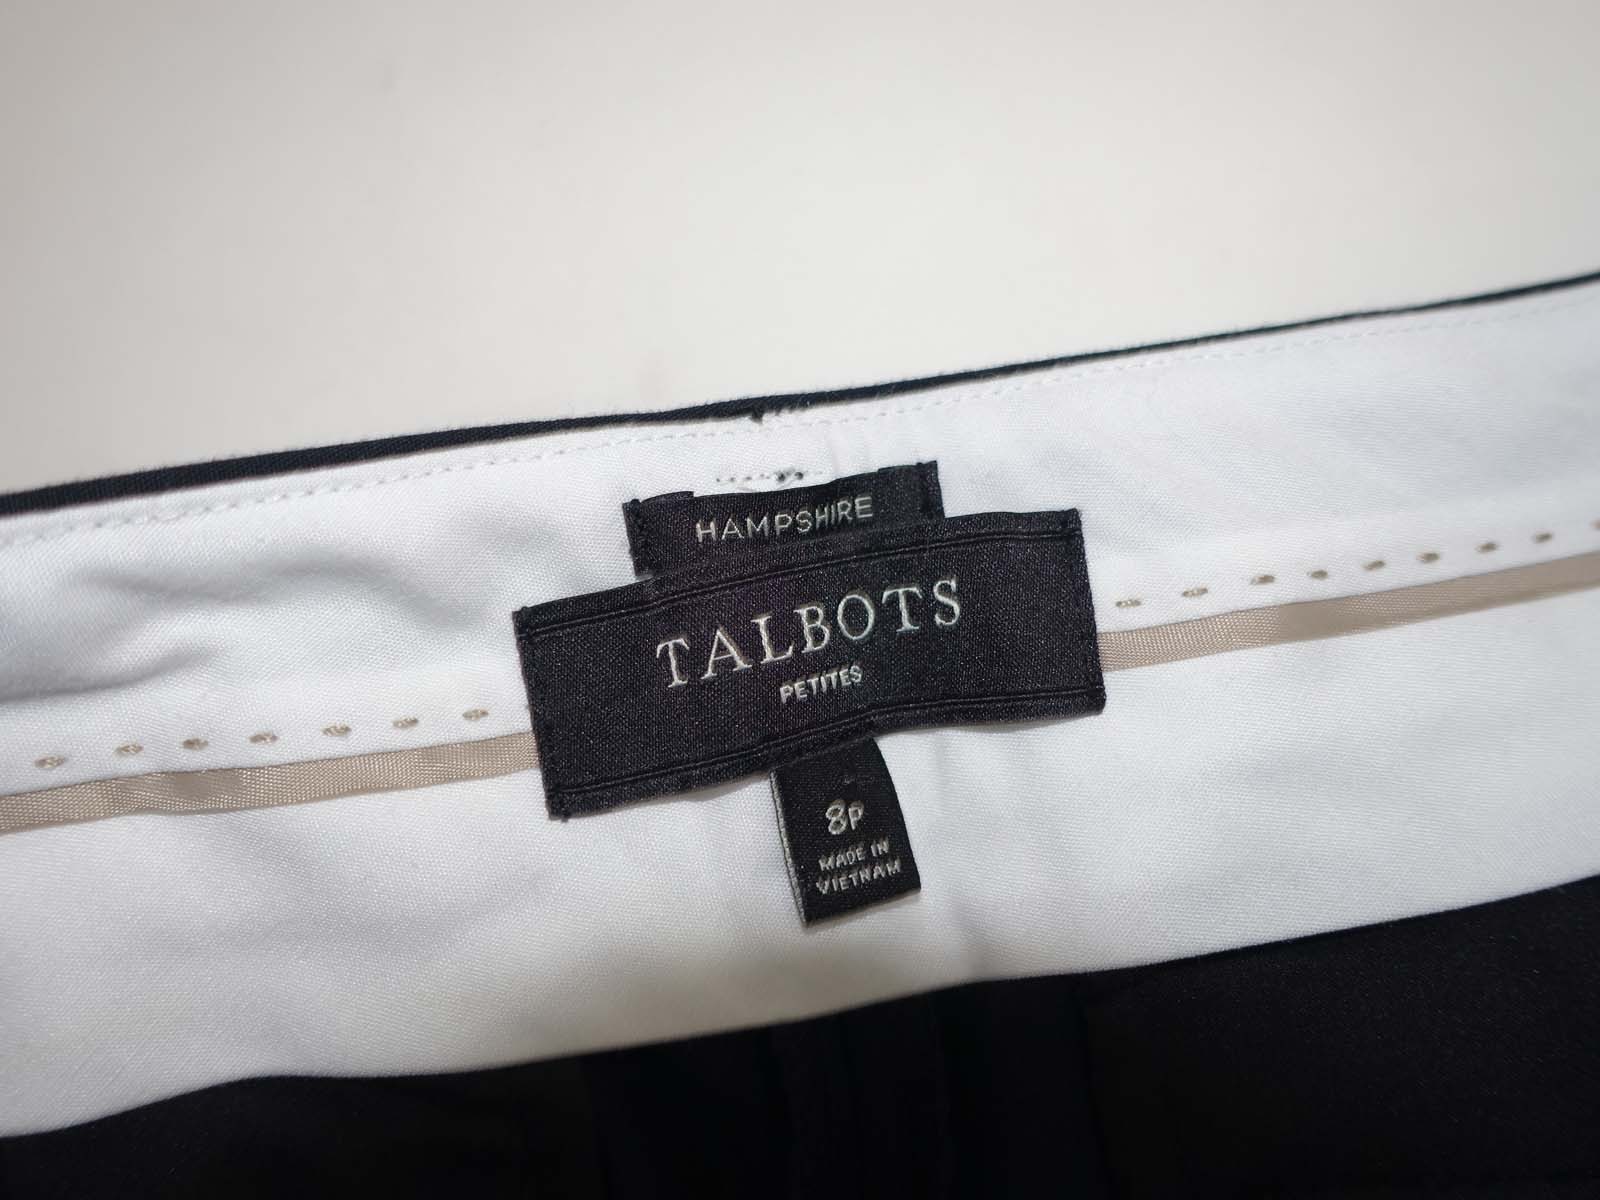 HAMPSHIRE
TALBOTS
PETITES
8P
MADE IN
VIETNAM